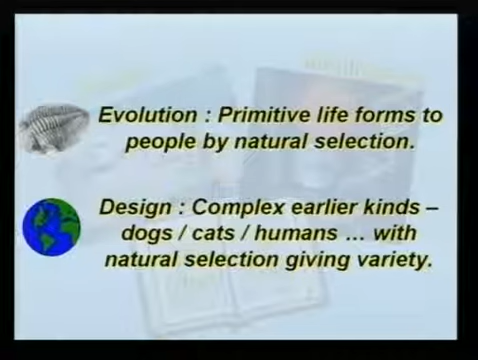 Evolution : Primitive life forms to
people by natural selection.
Design : Complex earlier kinds –
dogs / cats / humans ... with
natural selection giving variety.